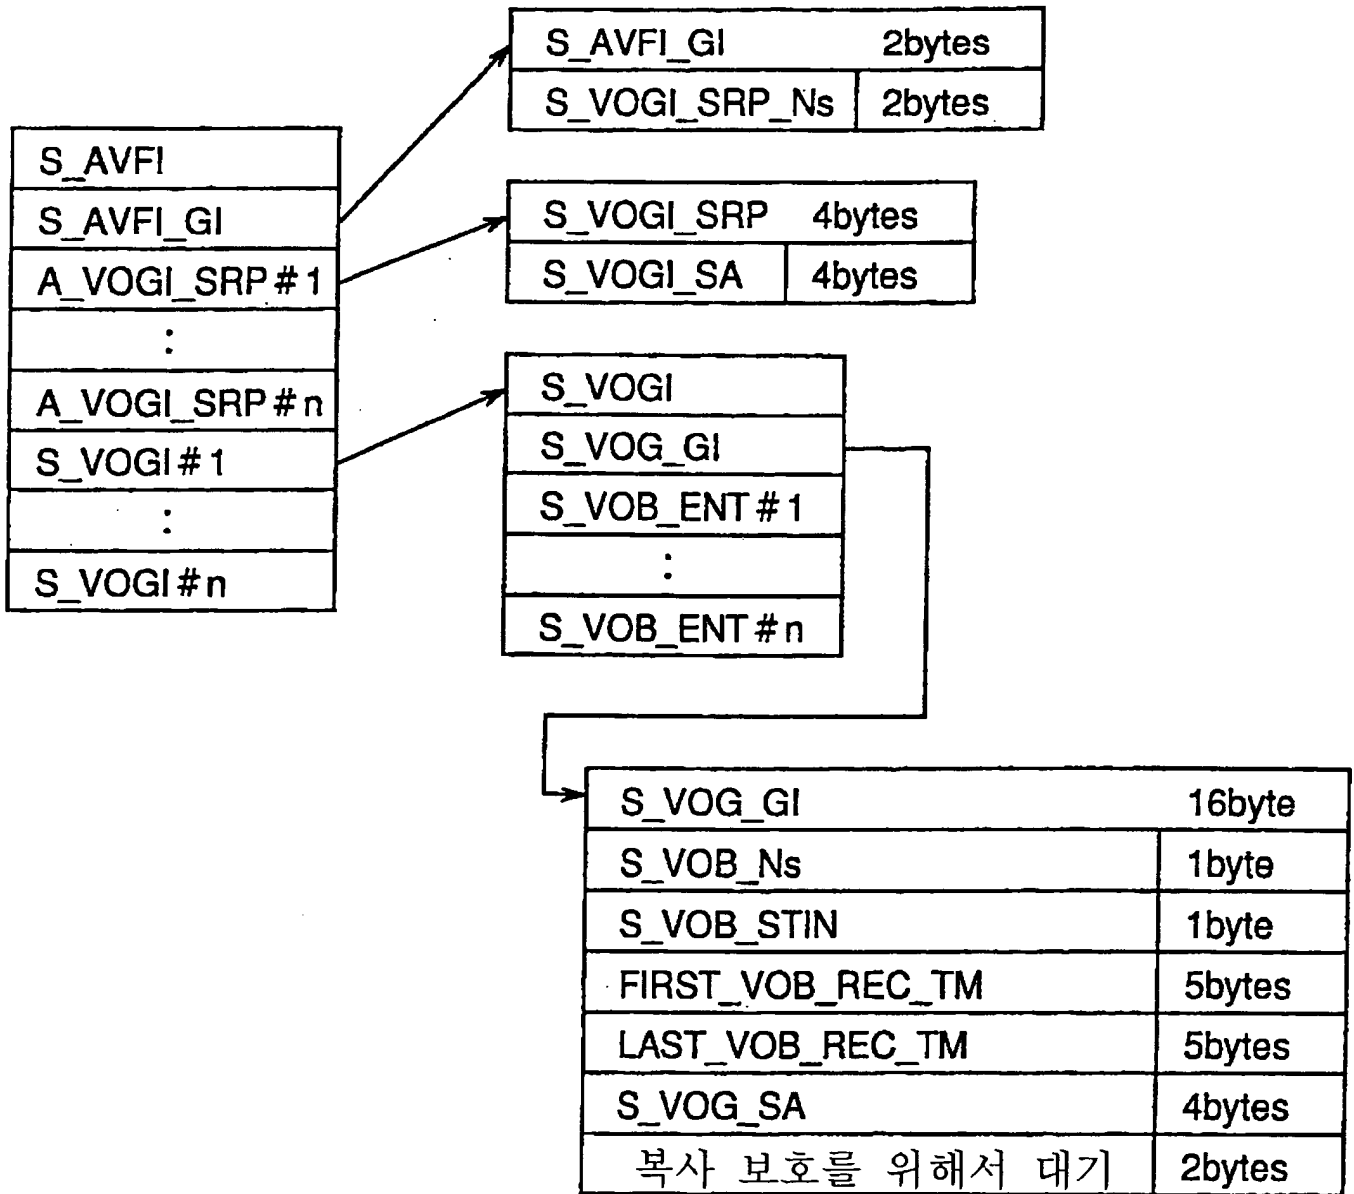 S_AVFI_GI 2bytes
S_VOGI_SRP_Ns 2bytes
S_AVFI
S_AVFI_GI
A_VOGI_SRP#1
:
A_VOGI_SRP#n
S_VOGI#1
:
S_VOGI#n
S_VOGI_SRP 4bytes
S_VOGI_SA 4bytes
S_VOGI
S_VOG_GI
S_VOB_ENT#1
:
S_VOB_ENT#n
S_VOG_GI 16byte
S_VOB_Ns 1byte
S_VOB_STIN 1byte
FIRST_VOB_REC_TM 5bytes
LAST_VOB_REC_TM 5bytes
S_VOG_SA 4bytes
복사 보호를 위해서 대기 2bytes